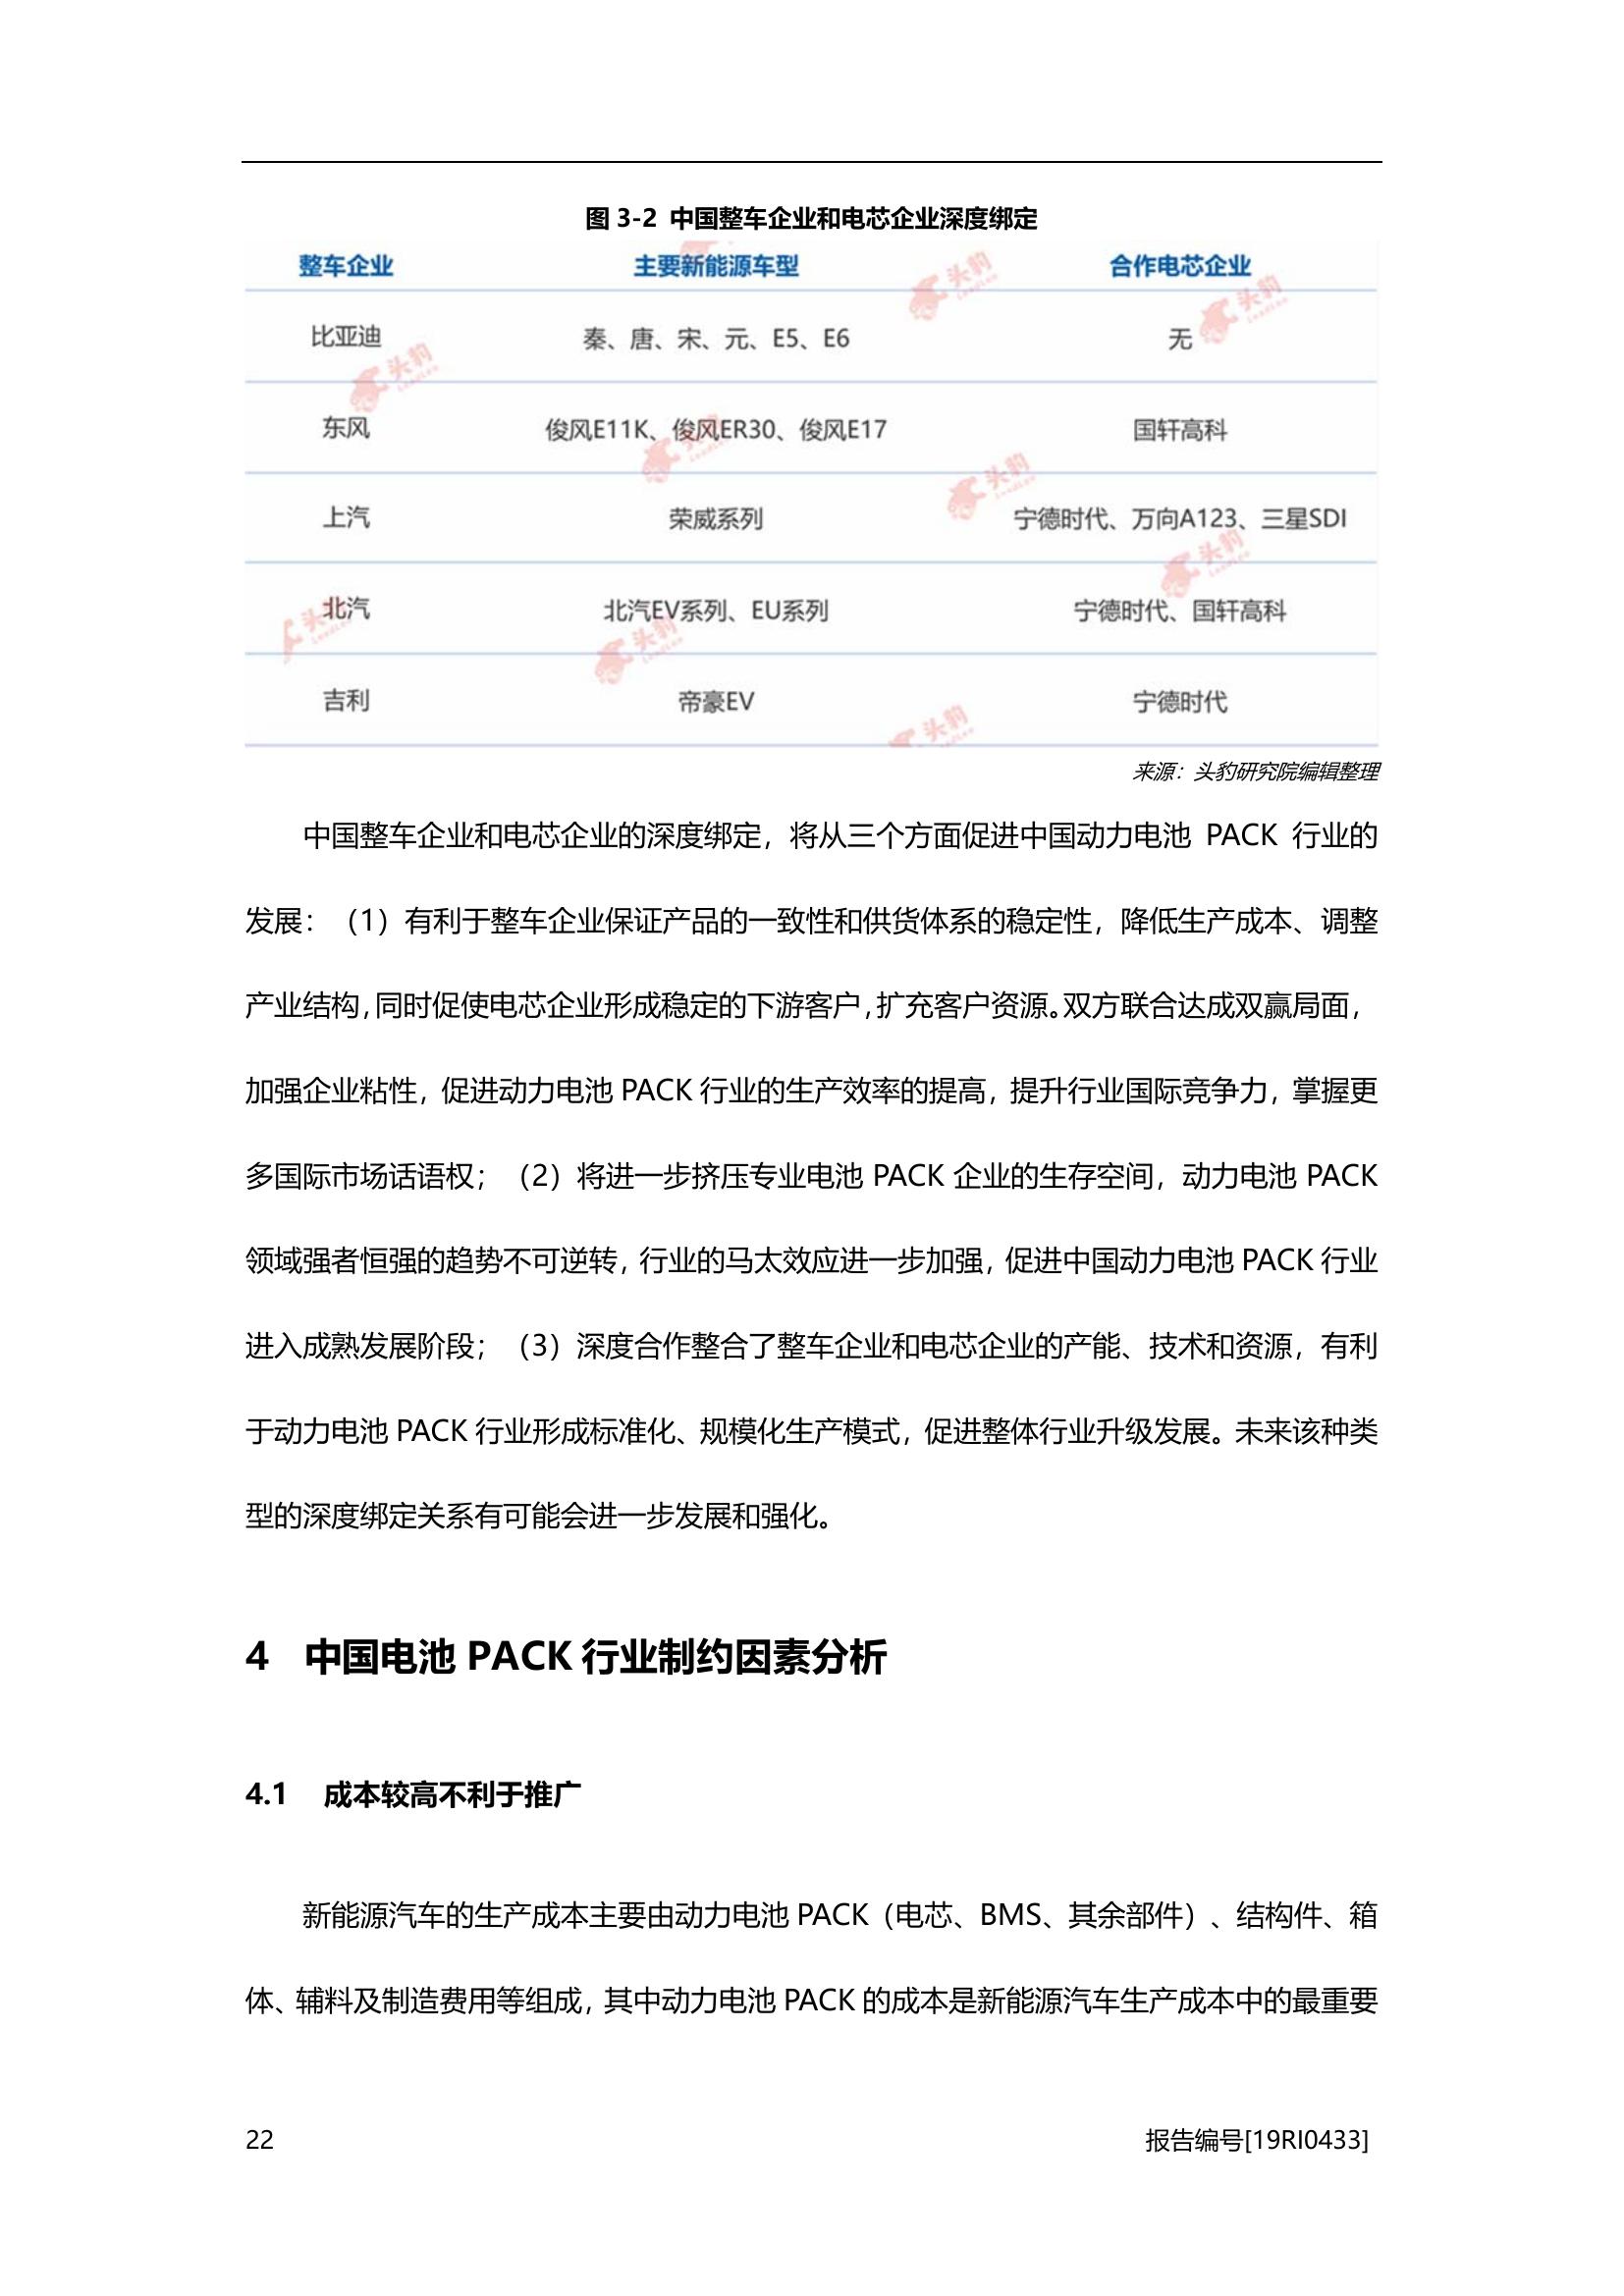 图 3-2 中国整车企业和电芯企业深度绑定
整车企业 主要新能源车型 合作电芯企业
比亚迪 秦、唐、宋、元、E5、E6 无
东风 俊风E11K、俊风ER30、俊风E17 国轩高科
上汽 荣威系列 宁德时代、万向A123、三星SDI
北汽 北汽EV系列、EU系列 宁德时代、国轩高科
吉利 帝豪EV 宁德时代
来源：头豹研究院编辑整理
中国整车企业和电芯企业的深度绑定，将从三个方面促进中国动力电池 PACK 行业的
发展：（1）有利于整车企业保证产品的一致性和供货体系的稳定性，降低生产成本、调整
产业结构，同时促使电芯企业形成稳定的下游客户，扩充客户资源。双方联合达成双赢局面，
加强企业粘性，促进动力电池 PACK 行业的生产效率的提高，提升行业国际竞争力，掌握更
多国际市场话语权；（2）将进一步挤压专业电池 PACK 企业的生存空间，动力电池 PACK
领域强者恒强的趋势不可逆转，行业的马太效应进一步加强，促进中国动力电池 PACK 行业
进入成熟发展阶段；（3）深度合作整合了整车企业和电芯企业的产能、技术和资源，有利
于动力电池 PACK 行业形成标准化、规模化生产模式，促进整体行业升级发展。未来该种类
型的深度绑定关系有可能会进一步发展和强化。
4 中国电池 PACK 行业制约因素分析
4.1 成本较高不利于推广
新能源汽车的生产成本主要由动力电池 PACK（电芯、BMS、其余部件）、结构件、箱
体、辅料及制造费用等组成，其中动力电池 PACK 的成本是新能源汽车生产成本中的最重要
22 报告编号[19RI0433]